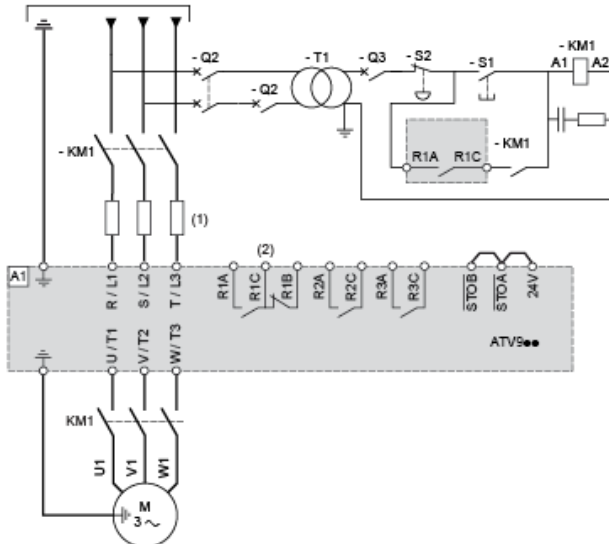 - Q2
- T1
- Q3
- S2
- S1
- KM1
A1
A2
- Q2
- KM1
- KM1
R1A
R1C
(1)
(2)
A1
R / L1
S / L2
T / L3
R1A
R1C
R1B
R2A
R2C
R3A
R3C
STOB
STOA
24V
U / T1
V / T2
W / T3
ATV9●●
KM1
U1
V1
W1
M
3 ~